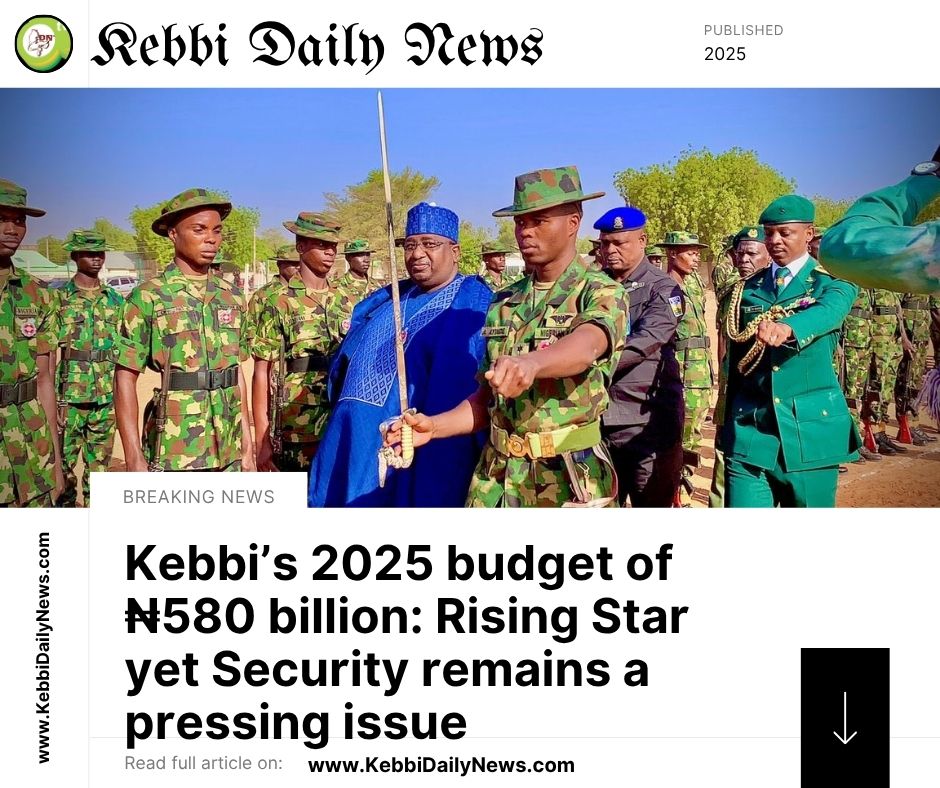 Kebbi Daily News
PUBLISHED
2025
BREAKING NEWS
Kebbi’s 2025 budget of
₦580 billion: Rising Star
yet Security remains a
pressing issue
Read full article on:
www.KebbiDailyNews.com
www.KebbiDailyNews.com